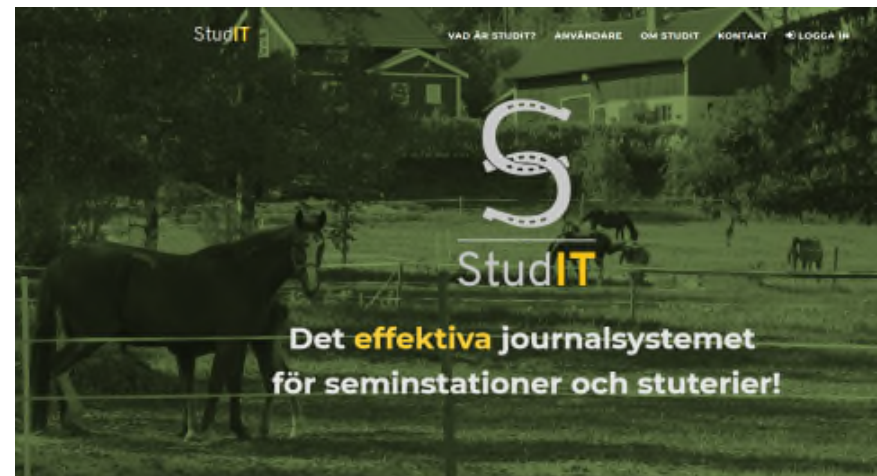 StudIT
VAD ÄR STUDIT? ANVÄNDARE OM STUDIT KONTAKT LOGGA IN
StudIT
Det effektiva journalsystemet
för seminstationer och stuterier!